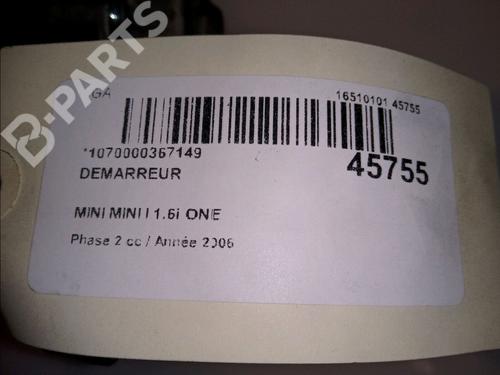 B-PARTS
GA
16510101 45755
*1070000367149
45755
DEMARREUR
MINI MINI I 1.6i ONE
Phase 2 cc / Année 2006